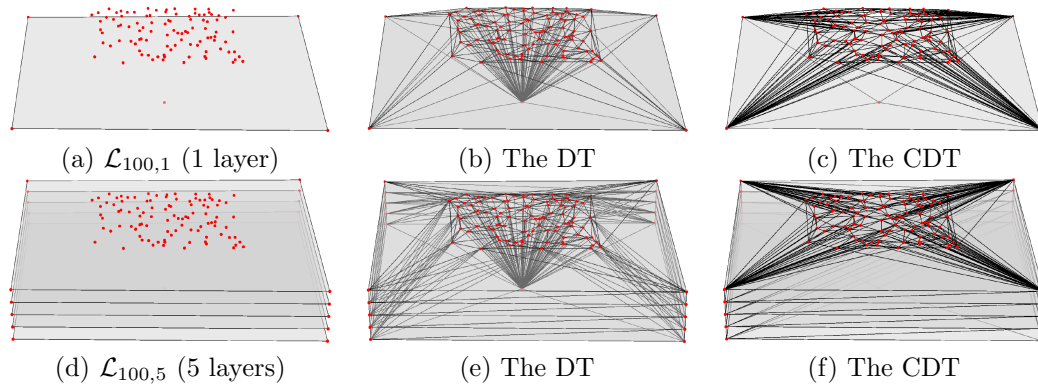 (a) $\mathcal{L}_{100,1}$ (1 layer)
(b) The DT
(c) The CDT
(d) $\mathcal{L}_{100,5}$ (5 layers)
(e) The DT
(f) The CDT